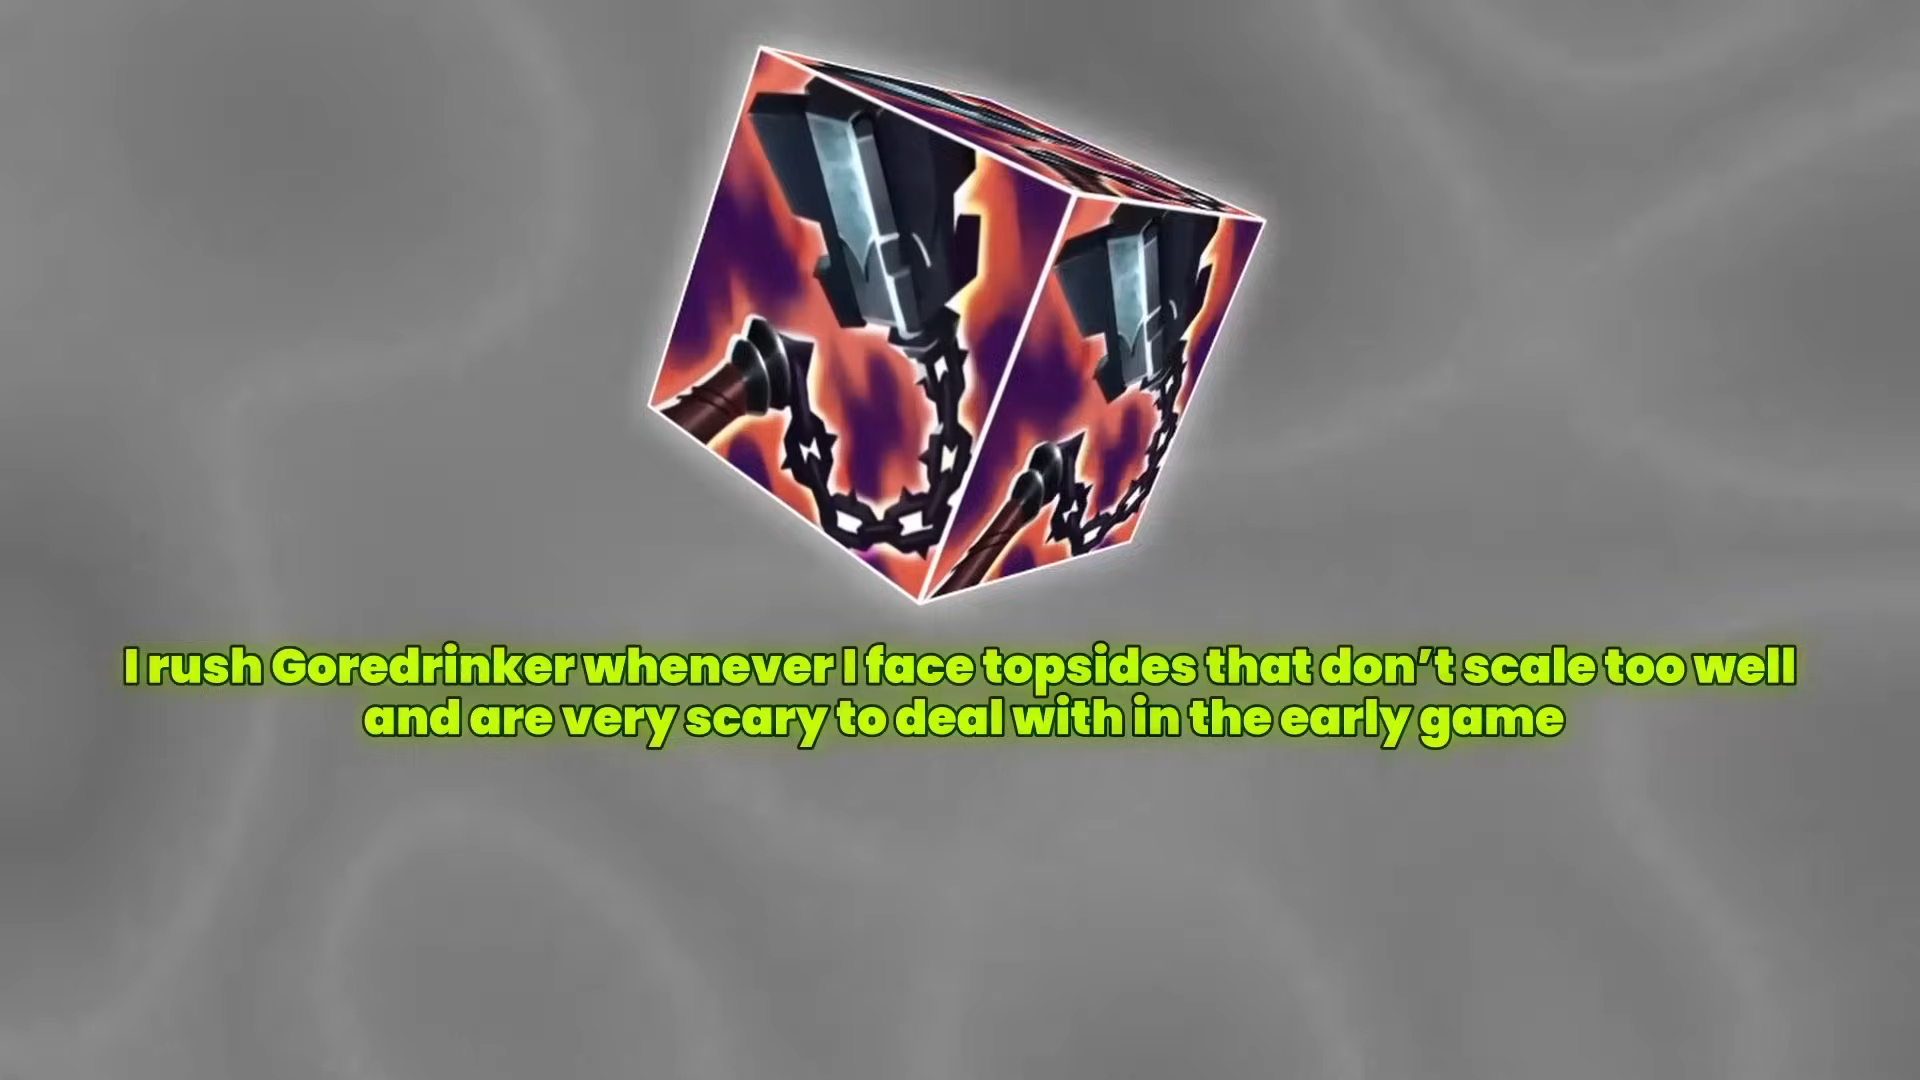 I rush Goredrinker whenever I face topsides that don’t scale too well
and are very scary to deal with in the early game